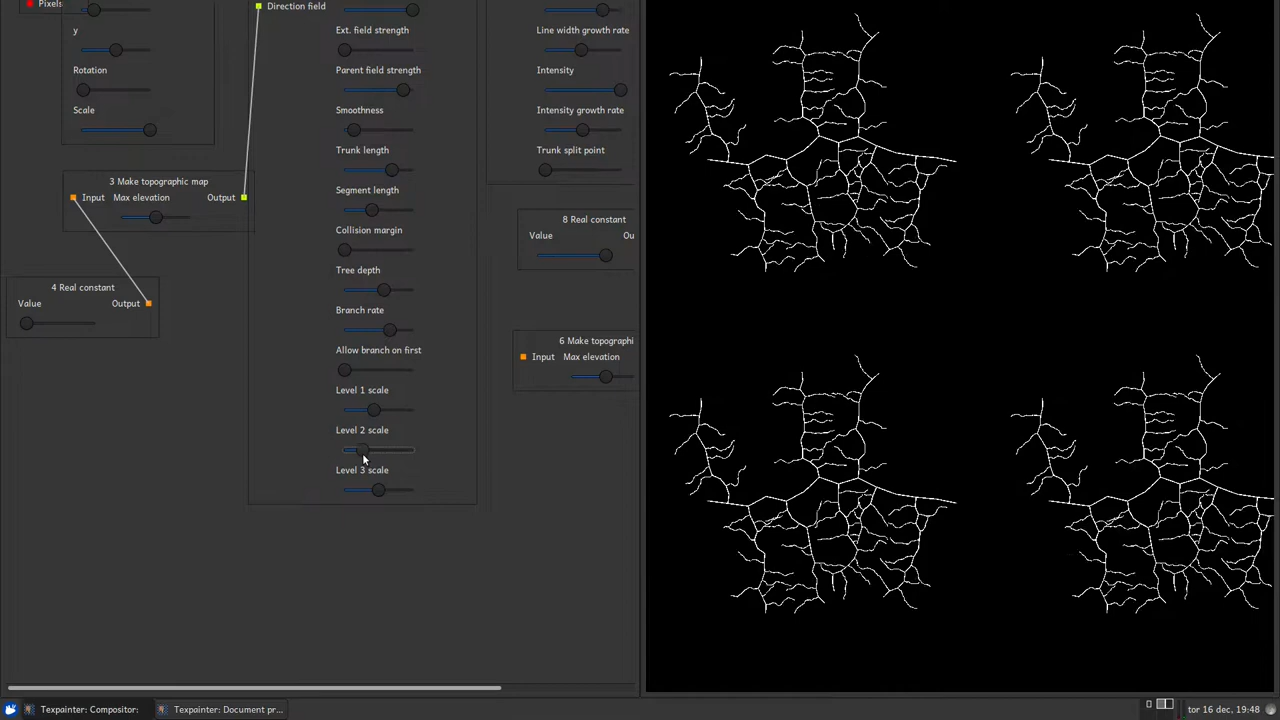 Pixels
y
Rotation
Scale
3 Make topographic map
Input Max elevation Output
4 Real constant
Value Output
Direction field
Ext. field strength
Parent field strength
Smoothness
Trunk length
Segment length
Collision margin
Tree depth
Branch rate
Allow branch on first
Level 1 scale
Level 2 scale
Level 3 scale
Line width growth rate
Intensity
Intensity growth rate
Trunk split point
8 Real constant
Value Ou
6 Make topographi
Input Max elevation
Texpainter: Compositor: Texpainter: Document pr... tor 16 dec, 19:48